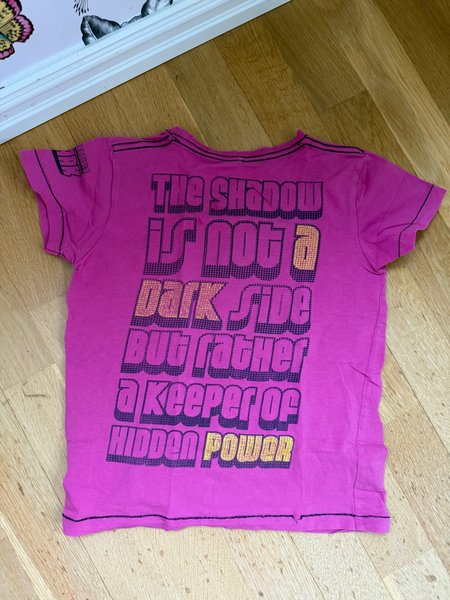 The Shadow
is not a
Dark side
But rather
a Keeper of
Hidden Power